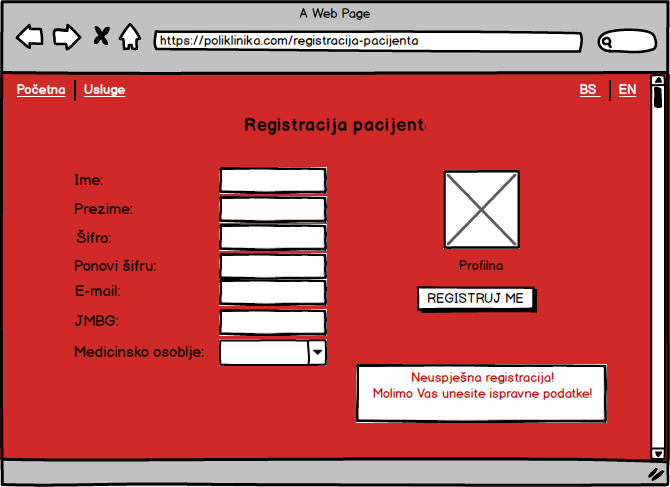 A Web Page
https://poliklinika.com/registracija-pacijenta
Početna Usluge BS EN
Registracija pacijent
Ime:
Prezime:
Šifra:
Ponovi šifru:
E-mail:
JMBG:
Medicinsko osoblje:
Profilna
REGISTRUJ ME
Neuspješna registracija!
Molimo Vas unesite ispravne podatke!